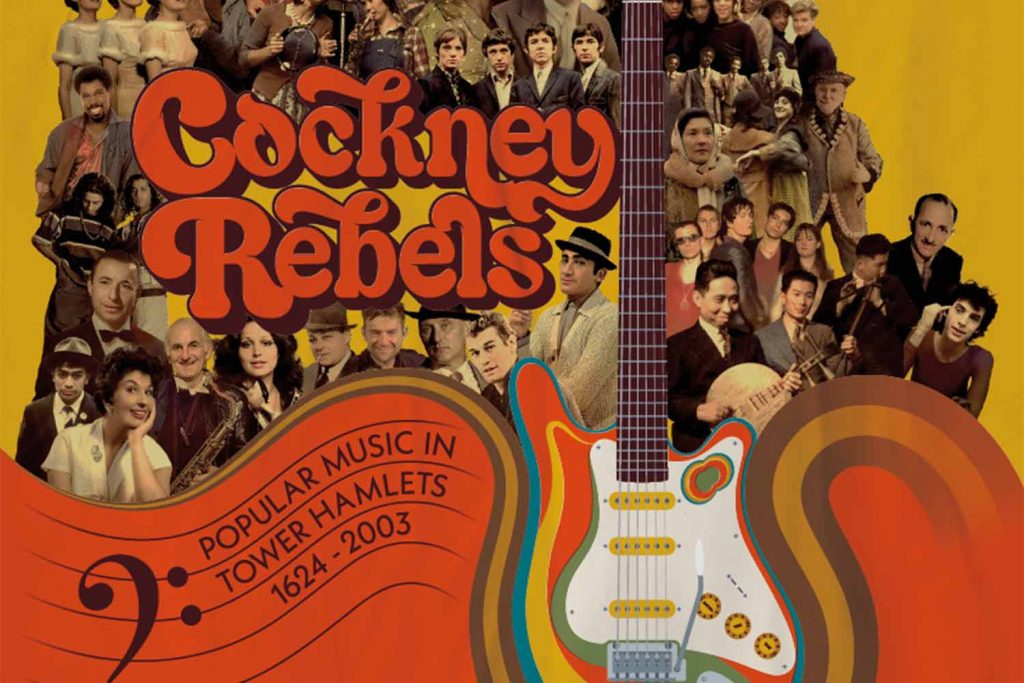 Cockney
Rebels
POPULAR MUSIC IN
TOWER HAMLETS
1624 - 2003